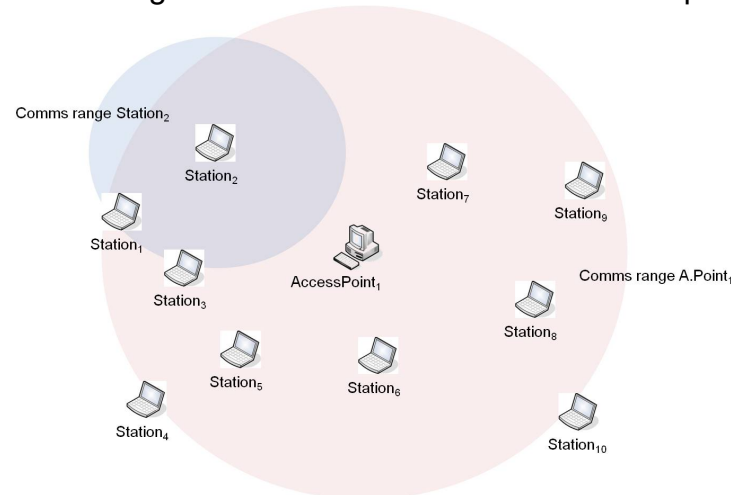 Comms range Station₂
Station₂
Station₇
Station₉
Station₁
AccessPoint₁
Comms range A.Point₁
Station₃
Station₈
Station₅
Station₆
Station₄
Station₁₀